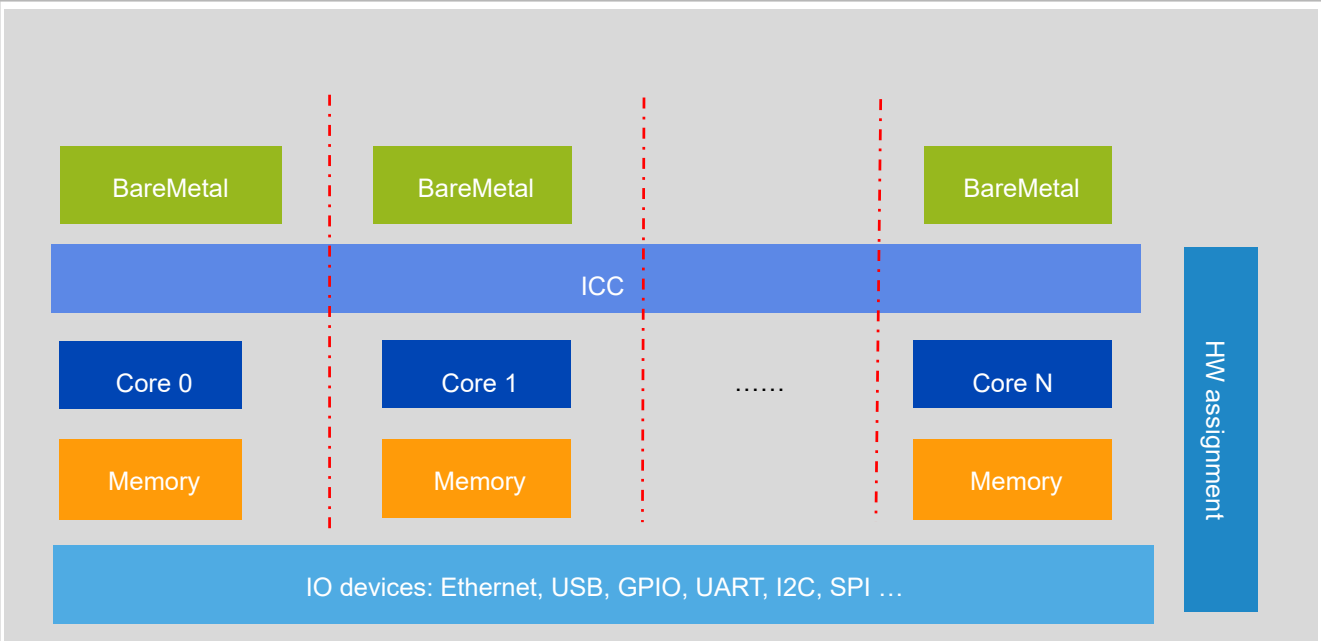 BareMetal
BareMetal
BareMetal
ICC
Core 0
Core 1
......
Core N
HW assignment
Memory
Memory
Memory
IO devices: Ethernet, USB, GPIO, UART, I2C, SPI …